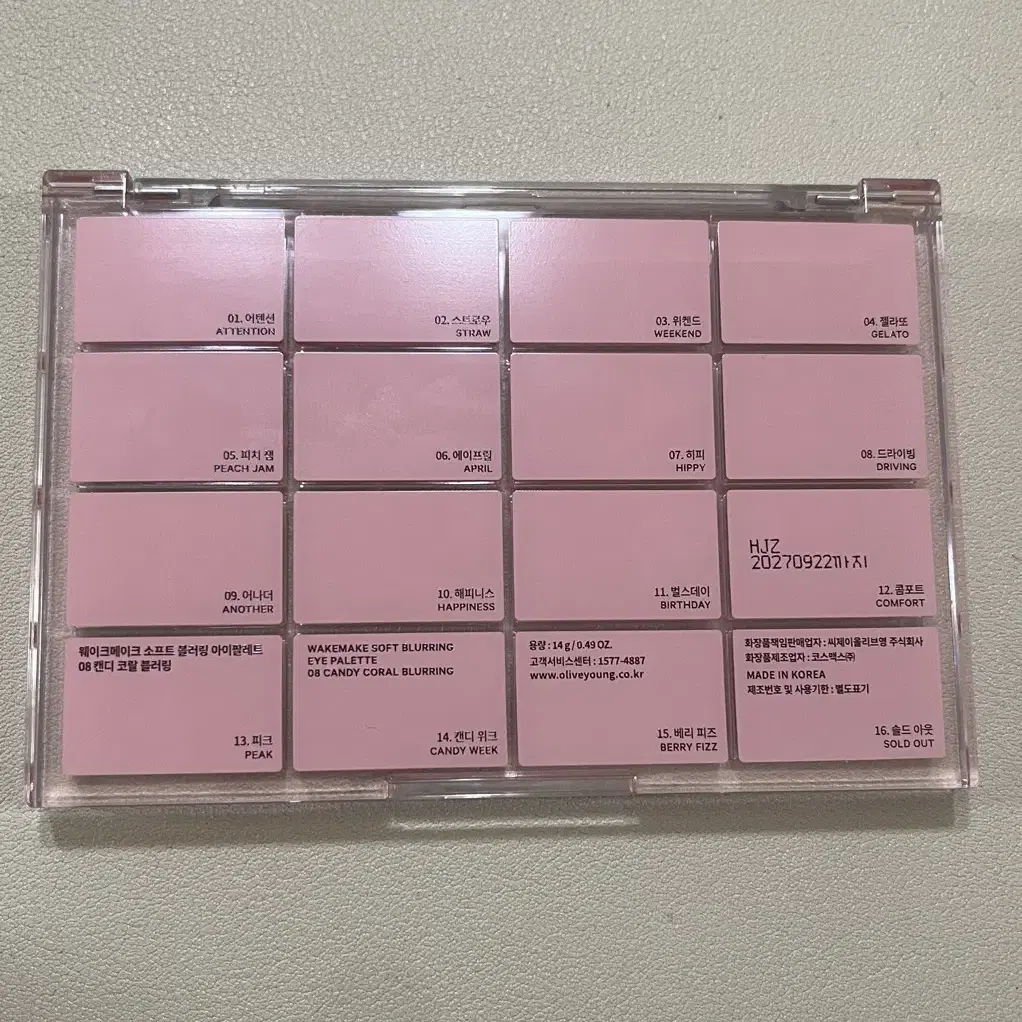 01. 어텐션
ATTENTION
02. 스트로우
STRAW
03. 위켄드
WEEKEND
04. 젤라또
GELATO
05. 피치 잼
PEACH JAM
06. 에이프릴
APRIL
07. 히피
HIPPY
08. 드라이빙
DRIVING
09. 어나더
ANOTHER
10. 해피니스
HAPPINESS
11. 벌스데이
BIRTHDAY
HJZ
20270922까지
12. 콤포트
COMFORT
웨이크메이크 소프트 블러링 아이팔레트
08 캔디 코랄 블러링
13. 피크
PEAK
WAKEMAKE SOFT BLURRING
EYE PALETTE
08 CANDY CORAL BLURRING
14. 캔디 위크
CANDY WEEK
용량 : 14 g / 0.49 OZ.
고객서비스센터 : 1577-4887
www.oliveyoung.co.kr
15. 베리 피즈
BERRY FIZZ
화장품책임판매업자 : 씨제이올리브영 주식회사
화장품제조업자 : 코스맥스㈜
MADE IN KOREA
제조번호 및 사용기한 : 별도표기
16. 솔드 아웃
SOLD OUT